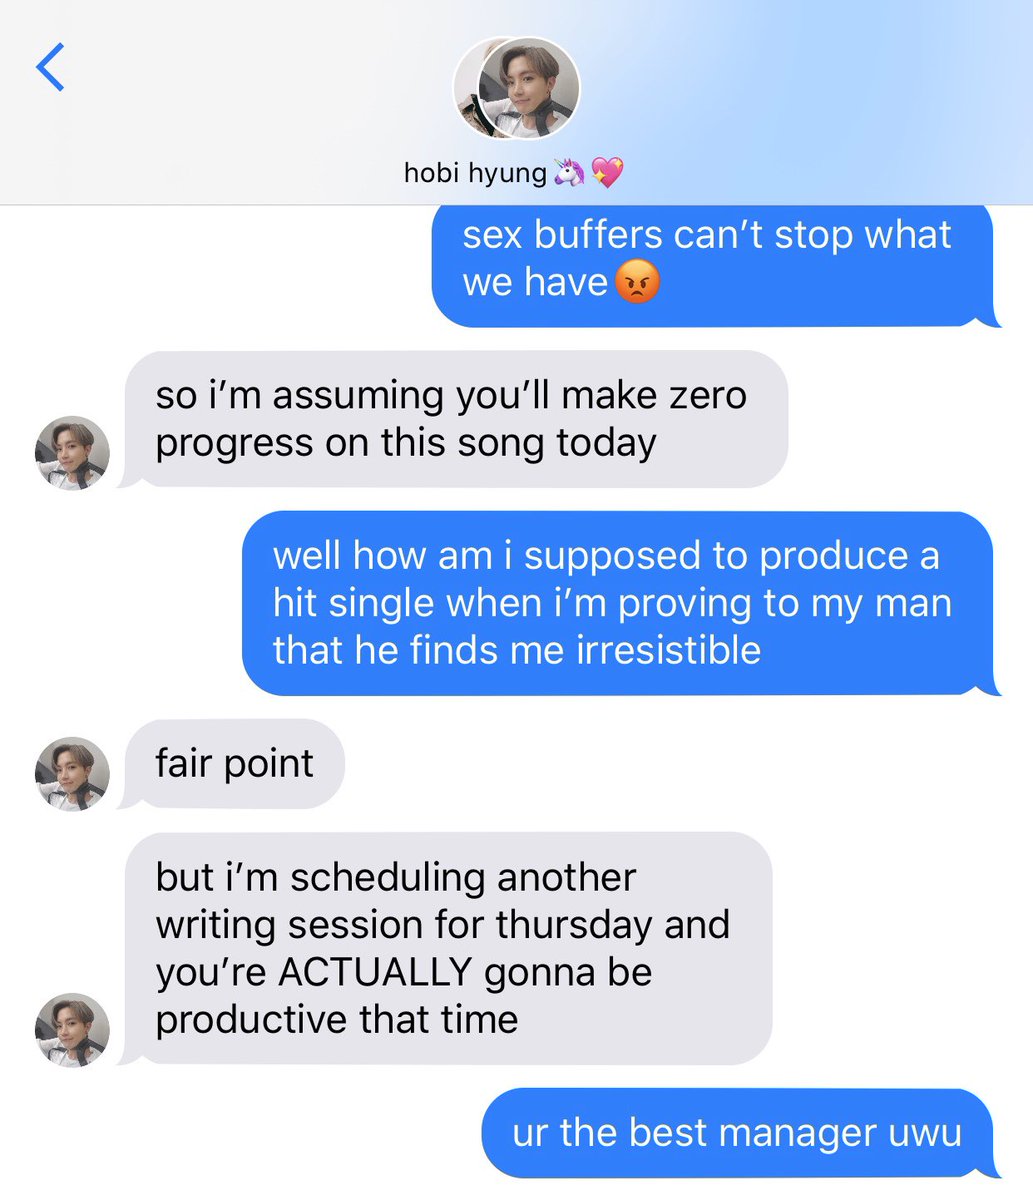 hobi hyung🦄💖
sex buffers can’t stop what
we have😡
so i’m assuming you’ll make zero
progress on this song today
well how am i supposed to produce a
hit single when i’m proving to my man
that he finds me irresistible
fair point
but i’m scheduling another
writing session for thursday and
you’re ACTUALLY gonna be
productive that time
ur the best manager uwu